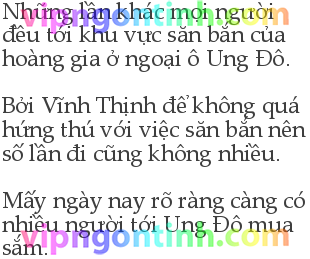 Những lần khác mọi người
đều tới khu vực săn bắn của
hoàng gia ở ngoại ô Ung Đô.
Bởi Vĩnh Thịnh đế không quá
hứng thú với việc săn bắn nên
số lần đi cũng không nhiều.
Mấy ngày nay rõ ràng càng có
nhiều người tới Ung Đô mua
sắm.
vipngontinh.com
vipngontinh.com